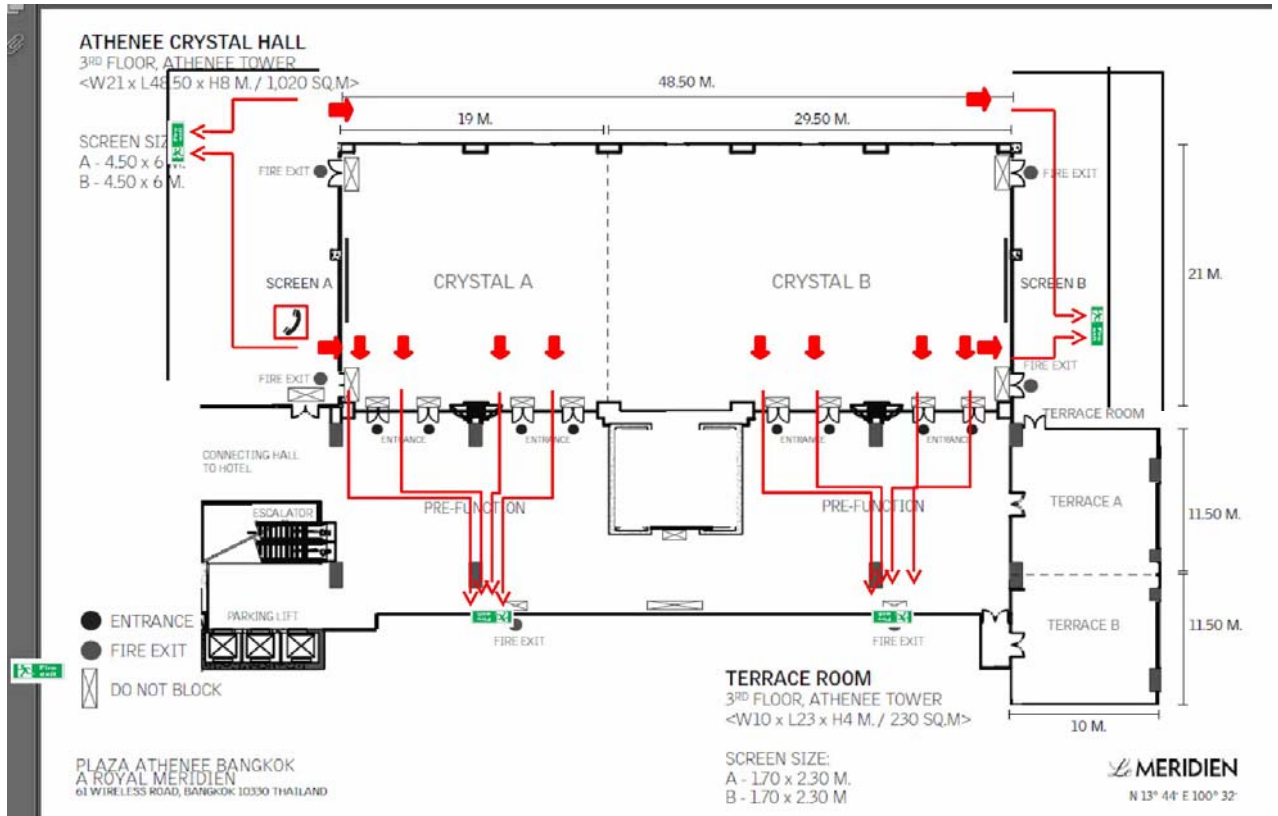 ATHENEE CRYSTAL HALL
3RD FLOOR, ATHENEE TOWER
<W21 x L48.50 x H8 M. / 1,020 SQ.M>
48.50 M.
19 M.
29.50 M.
SCREEN SIZ
A - 4.50 x 6 M.
B - 4.50 x 6 M.
FIRE EXIT
FIRE EXIT
SCREEN A
CRYSTAL A
CRYSTAL B
SCREEN B
21 M.
FIRE EXIT
FIRE EXIT
TERRACE ROOM
ENTRANCE
ENTRANCE
ENTRANCE
ENTRANCE
CONNECTING HALL
TO HOTEL
PRE-FUNCTION
PRE-FUNCTION
TERRACE A
11.50 M.
ESCALATOR
PARKING LIFT
TERRACE B
11.50 M.
ENTRANCE
FIRE EXIT
DO NOT BLOCK
FIRE EXIT
FIRE EXIT
Fire
exit
10 M.
TERRACE ROOM
3RD FLOOR, ATHENEE TOWER
<W10 x L23 x H4 M. / 230 SQ.M>
SCREEN SIZE:
A - 1.70 x 2.30 M.
B - 1.70 x 2.30 M
PLAZA ATHENEE BANGKOK
A ROYAL MERIDIEN
61 WIRELESS ROAD, BANGKOK 10330 THAILAND
Le MERIDIEN
N 13° 44' E 100° 32'